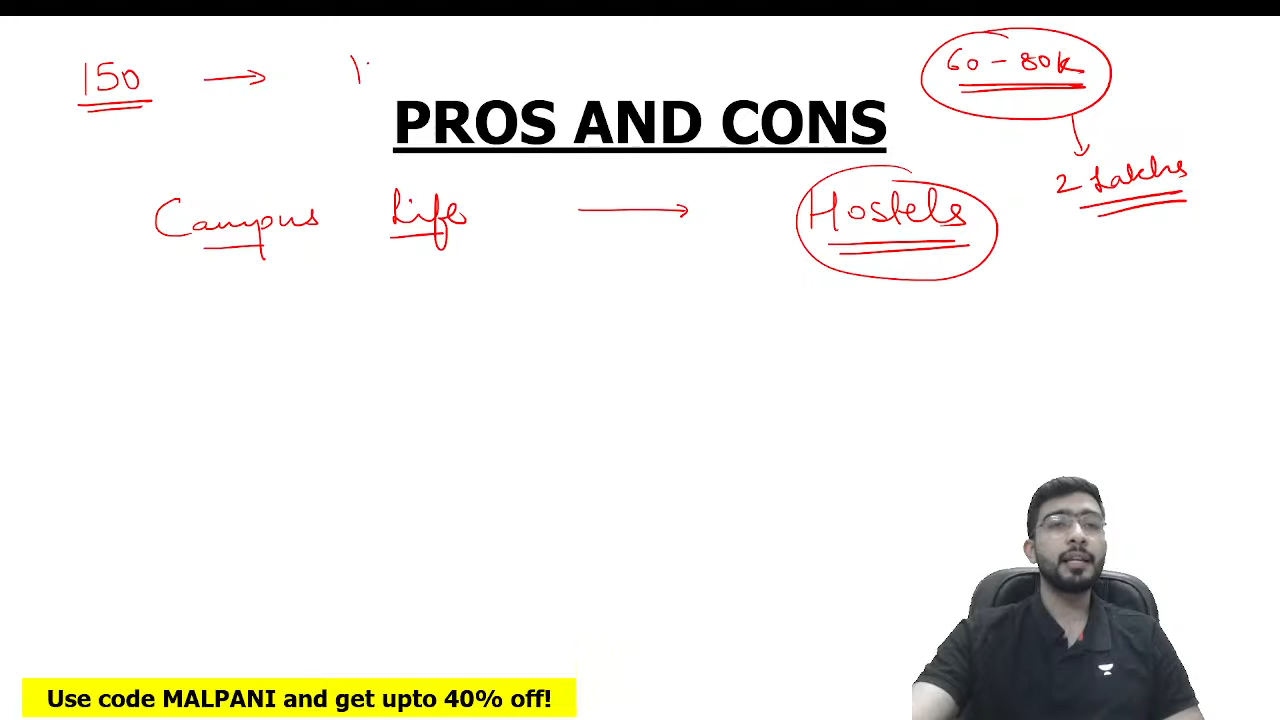 150 → 1
60 - 80k
PROS AND CONS
2 Lakhs
Campus Life → Hostels
Use code MALPANI and get upto 40% off!